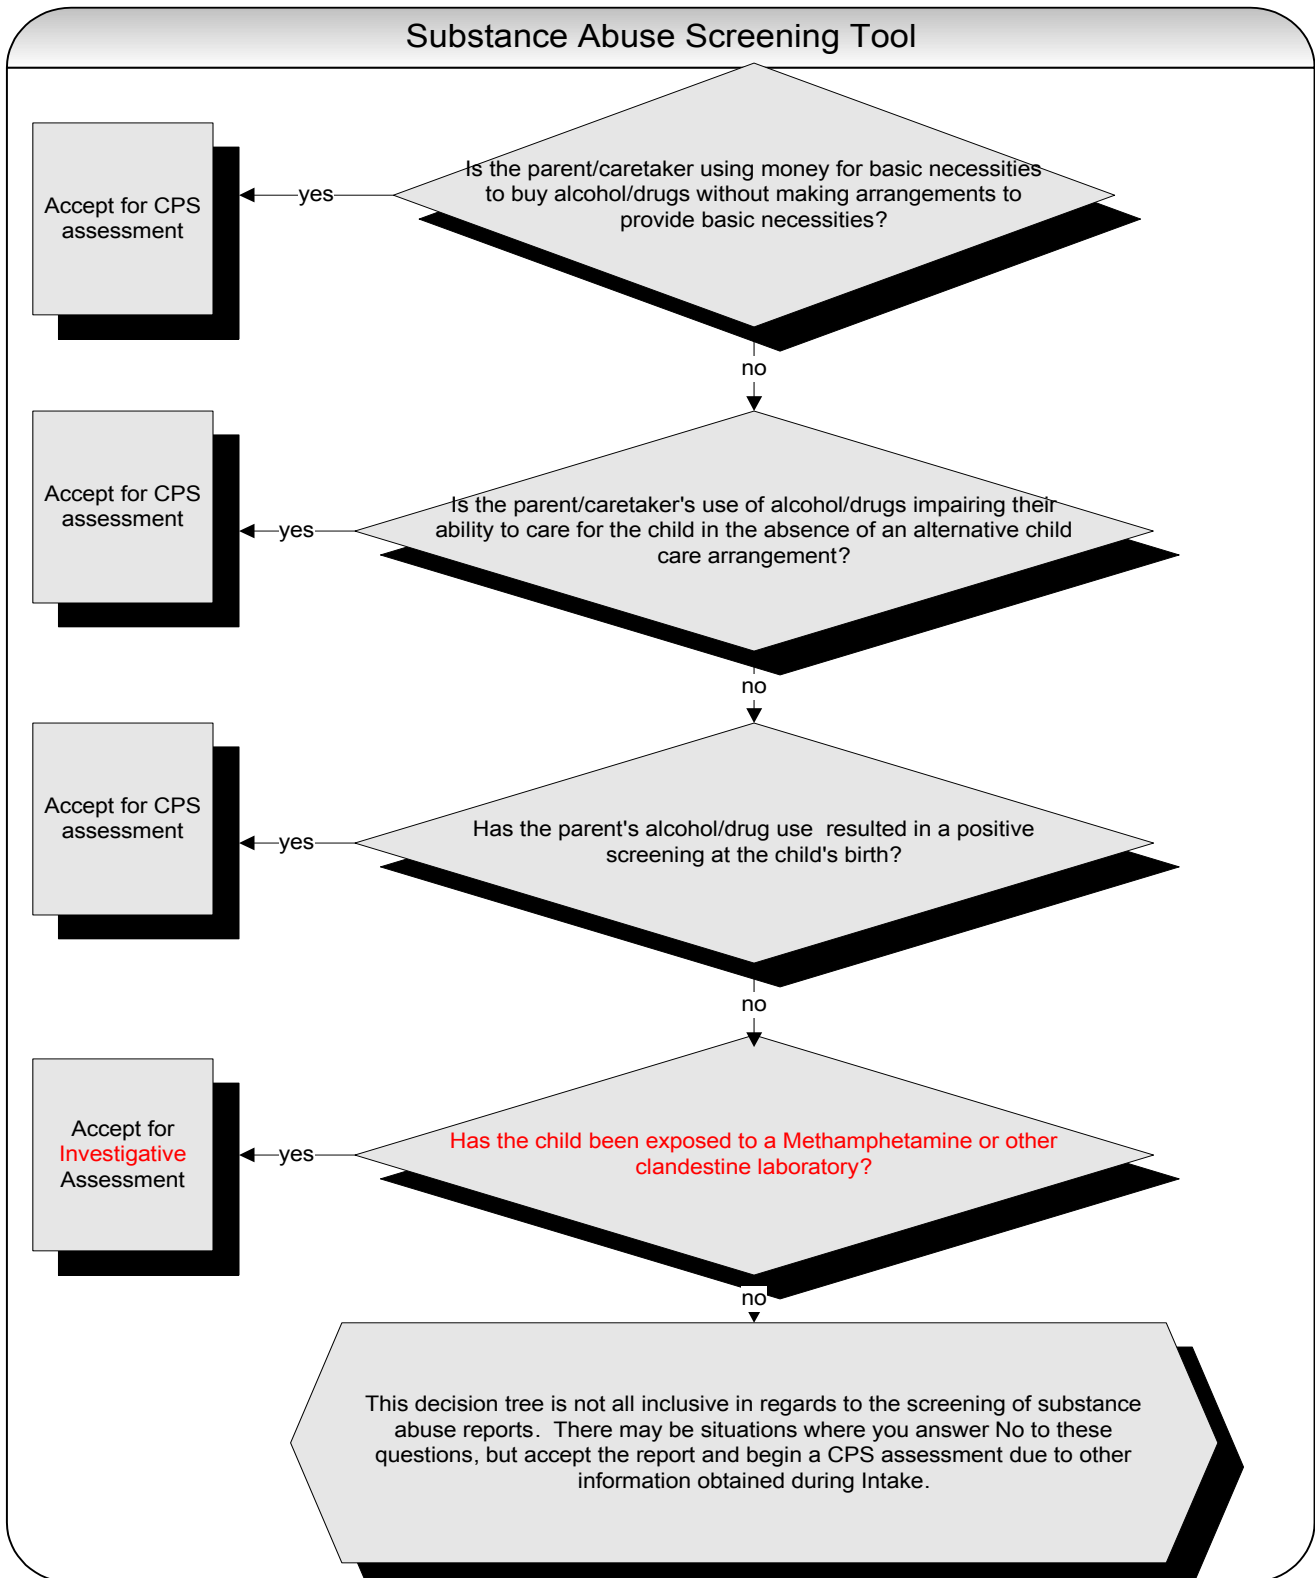 Substance Abuse Screening Tool
Is the parent/caretaker using money for basic necessities
to buy alcohol/drugs without making arrangements to
provide basic necessities?
yes
Accept for CPS
assessment
no
Is the parent/caretaker's use of alcohol/drugs impairing their
ability to care for the child in the absence of an alternative child
care arrangement?
yes
Accept for CPS
assessment
no
Has the parent's alcohol/drug use  resulted in a positive
screening at the child's birth?
yes
Accept for CPS
assessment
no
Has the child been exposed to a Methamphetamine or other
clandestine laboratory?
yes
Accept for
Investigative
Assessment
no
This decision tree is not all inclusive in regards to the screening of substance
abuse reports.  There may be situations where you answer No to these
questions, but accept the report and begin a CPS assessment due to other
information obtained during Intake.